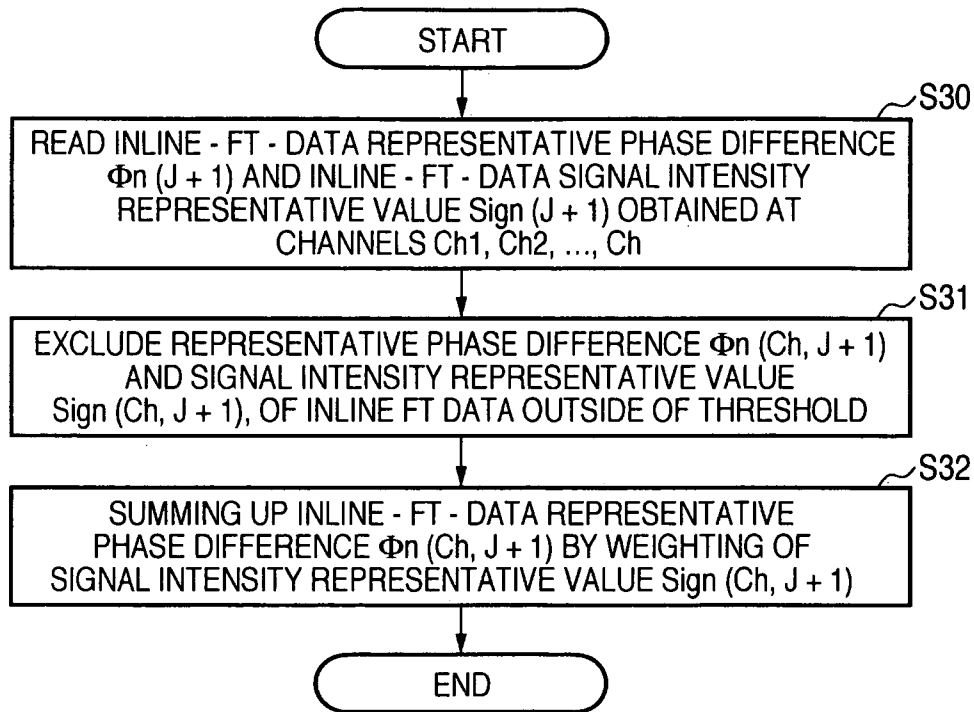 START
S30
READ INLINE - FT - DATA REPRESENTATIVE PHASE DIFFERENCE
Φn (J + 1) AND INLINE - FT - DATA SIGNAL INTENSITY
REPRESENTATIVE VALUE Sign (J + 1) OBTAINED AT
CHANNELS Ch1, Ch2, ..., Ch
S31
EXCLUDE REPRESENTATIVE PHASE DIFFERENCE Φn (Ch, J + 1)
AND SIGNAL INTENSITY REPRESENTATIVE VALUE
Sign (Ch, J + 1), OF INLINE FT DATA OUTSIDE OF THRESHOLD
S32
SUMMING UP INLINE - FT - DATA REPRESENTATIVE
PHASE DIFFERENCE Φn (Ch, J + 1) BY WEIGHTING OF
SIGNAL INTENSITY REPRESENTATIVE VALUE Sign (Ch, J + 1)
END